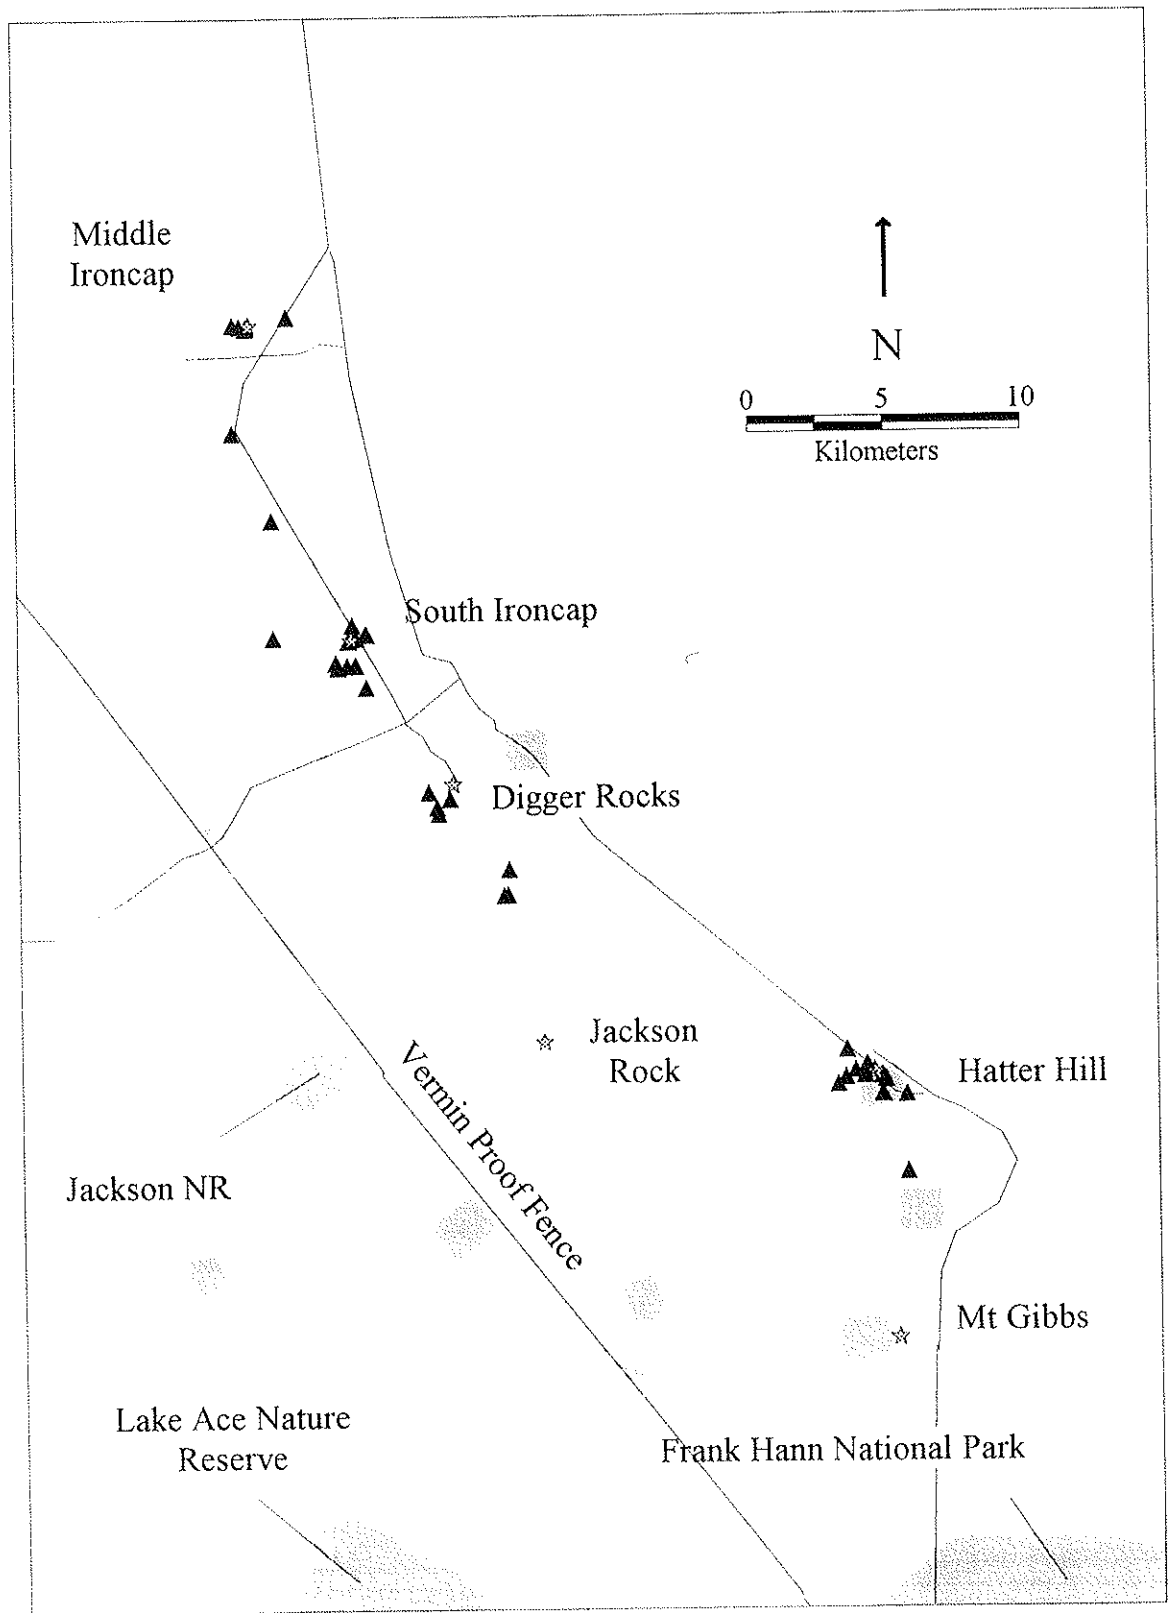 Middle
Ironcap
N
0 5 10
Kilometers
South Ironcap
Digger Rocks
Jackson
Rock
Hatter Hill
Vermin Proof Fence
Jackson NR
Mt Gibbs
Lake Ace Nature
Reserve
Frank Hann National Park